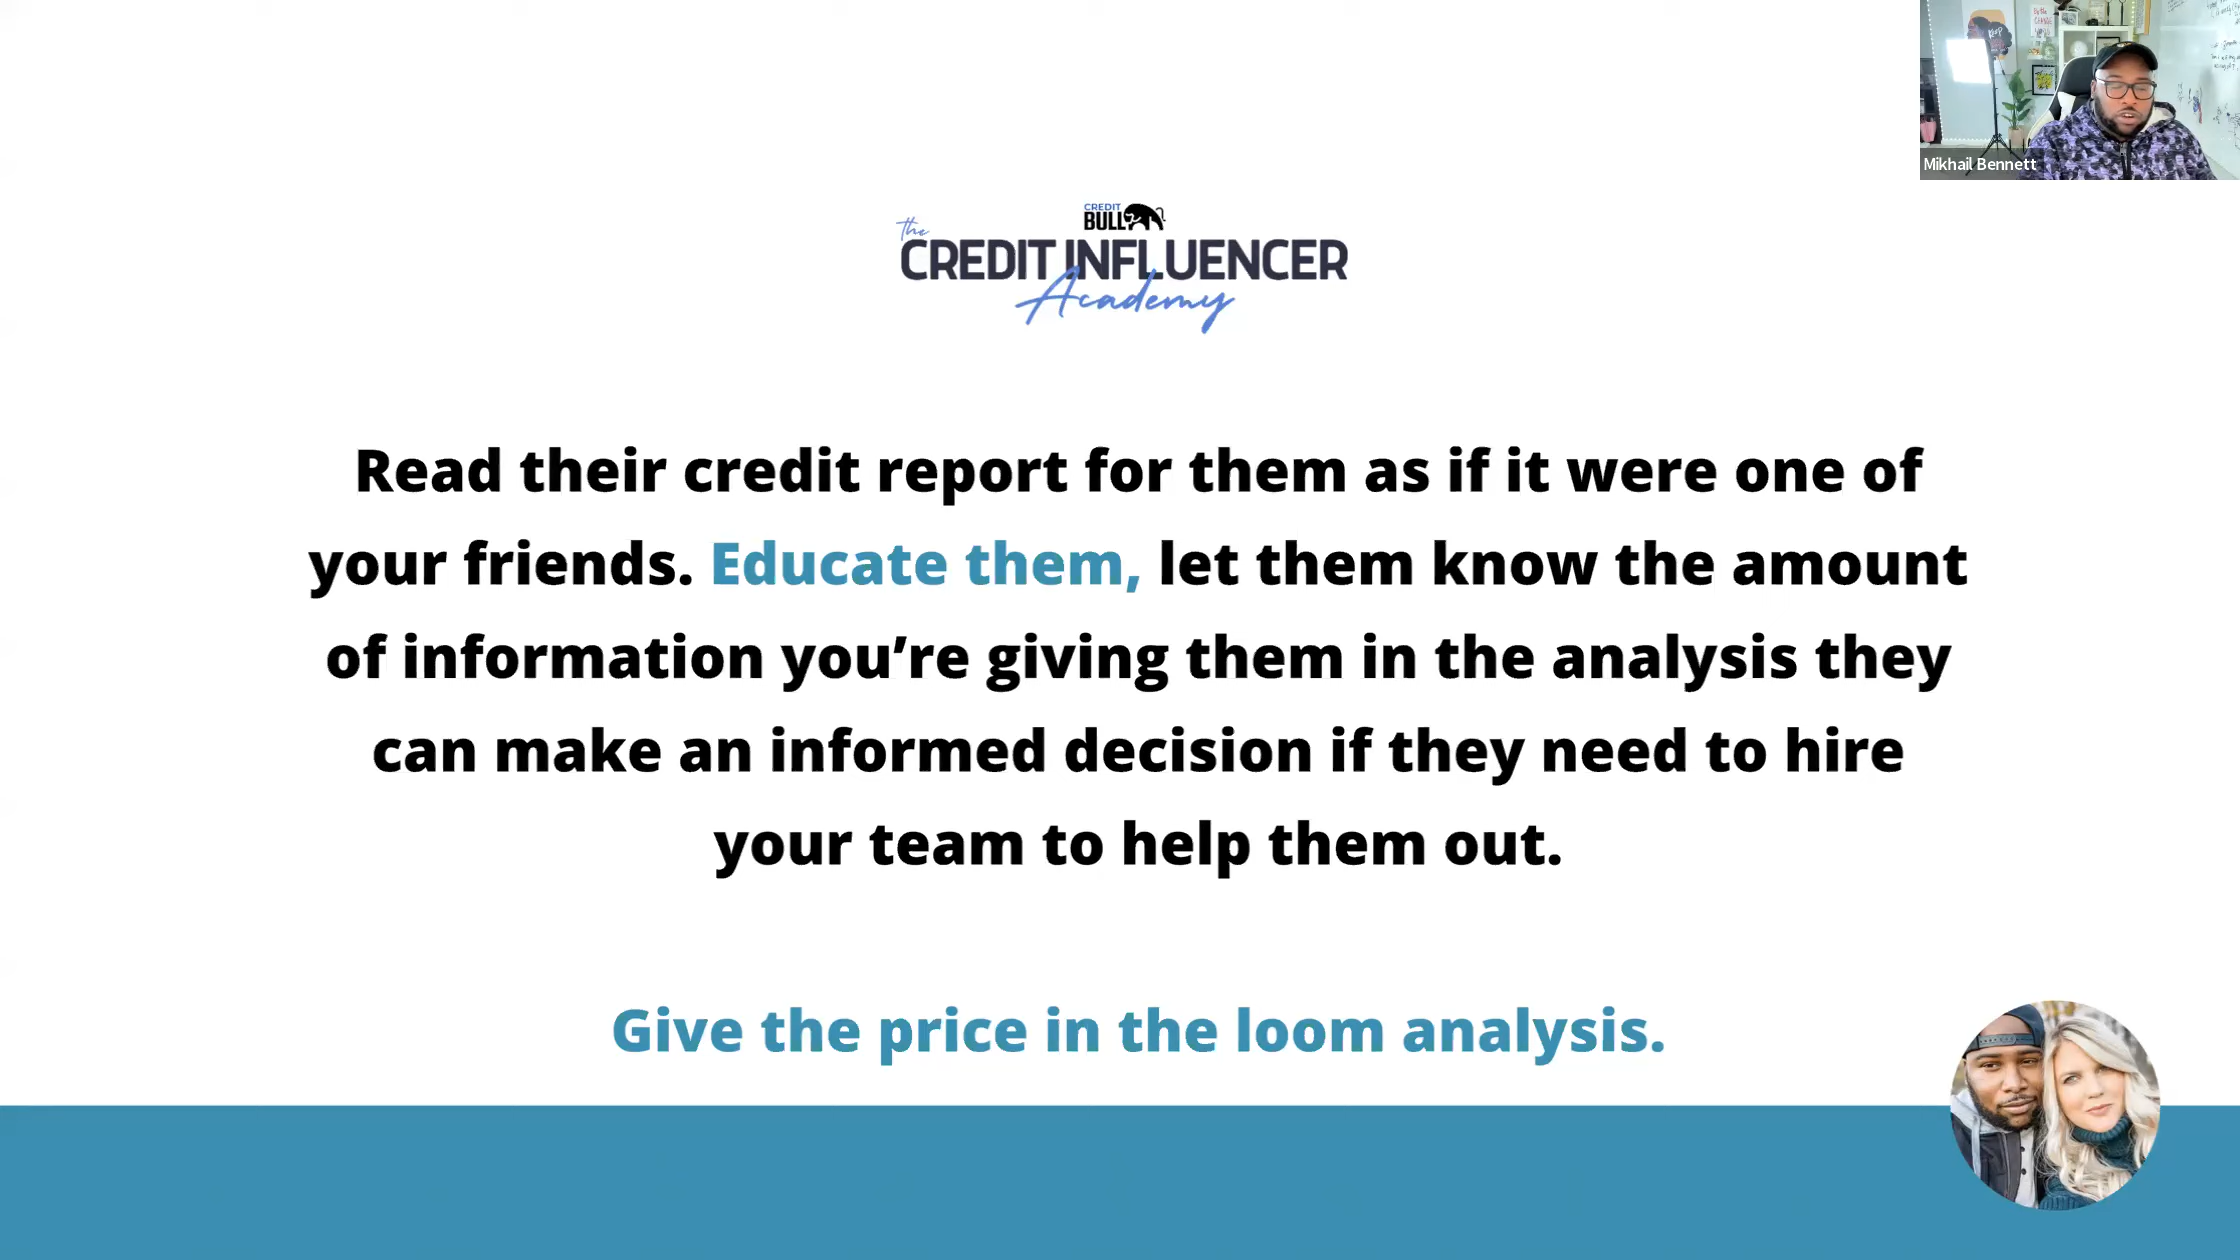 Mikhail Bennett
CREDIT
BULL
the
CREDIT INFLUENCER
Academy
Read their credit report for them as if it were one of
your friends. Educate them, let them know the amount
of information you’re giving them in the analysis they
can make an informed decision if they need to hire
your team to help them out.
Give the price in the loom analysis.